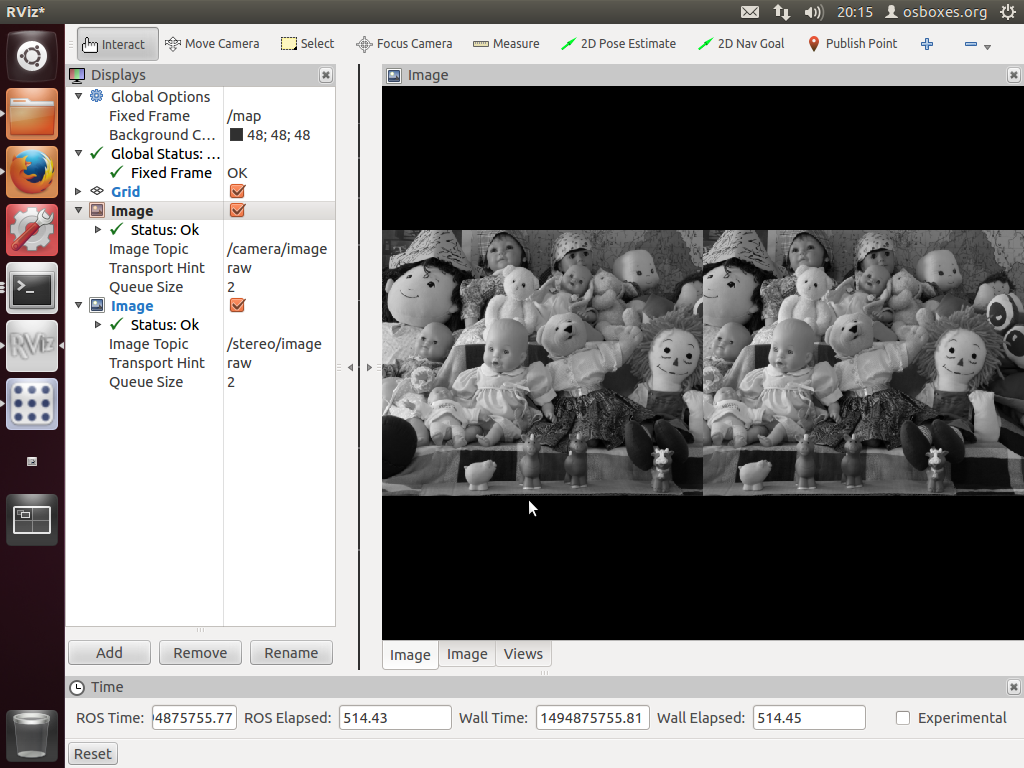 RViz*
20:15
osboxes.org
Interact
Move Camera
Select
Focus Camera
Measure
2D Pose Estimate
2D Nav Goal
Publish Point
Displays
Global Options
Fixed Frame /map
Background C... 48; 48; 48
Global Status: ...
Fixed Frame OK
Grid
Image
Status: Ok
Image Topic /camera/image
Transport Hint raw
Queue Size 2
Image
Status: Ok
Image Topic /stereo/image
Transport Hint raw
Queue Size 2
Add
Remove
Rename
Image
RViz
Image
Image
Views
Time
ROS Time: 94875755.77 ROS Elapsed: 514.43 Wall Time: 1494875755.81 Wall Elapsed: 514.45 Experimental
Reset